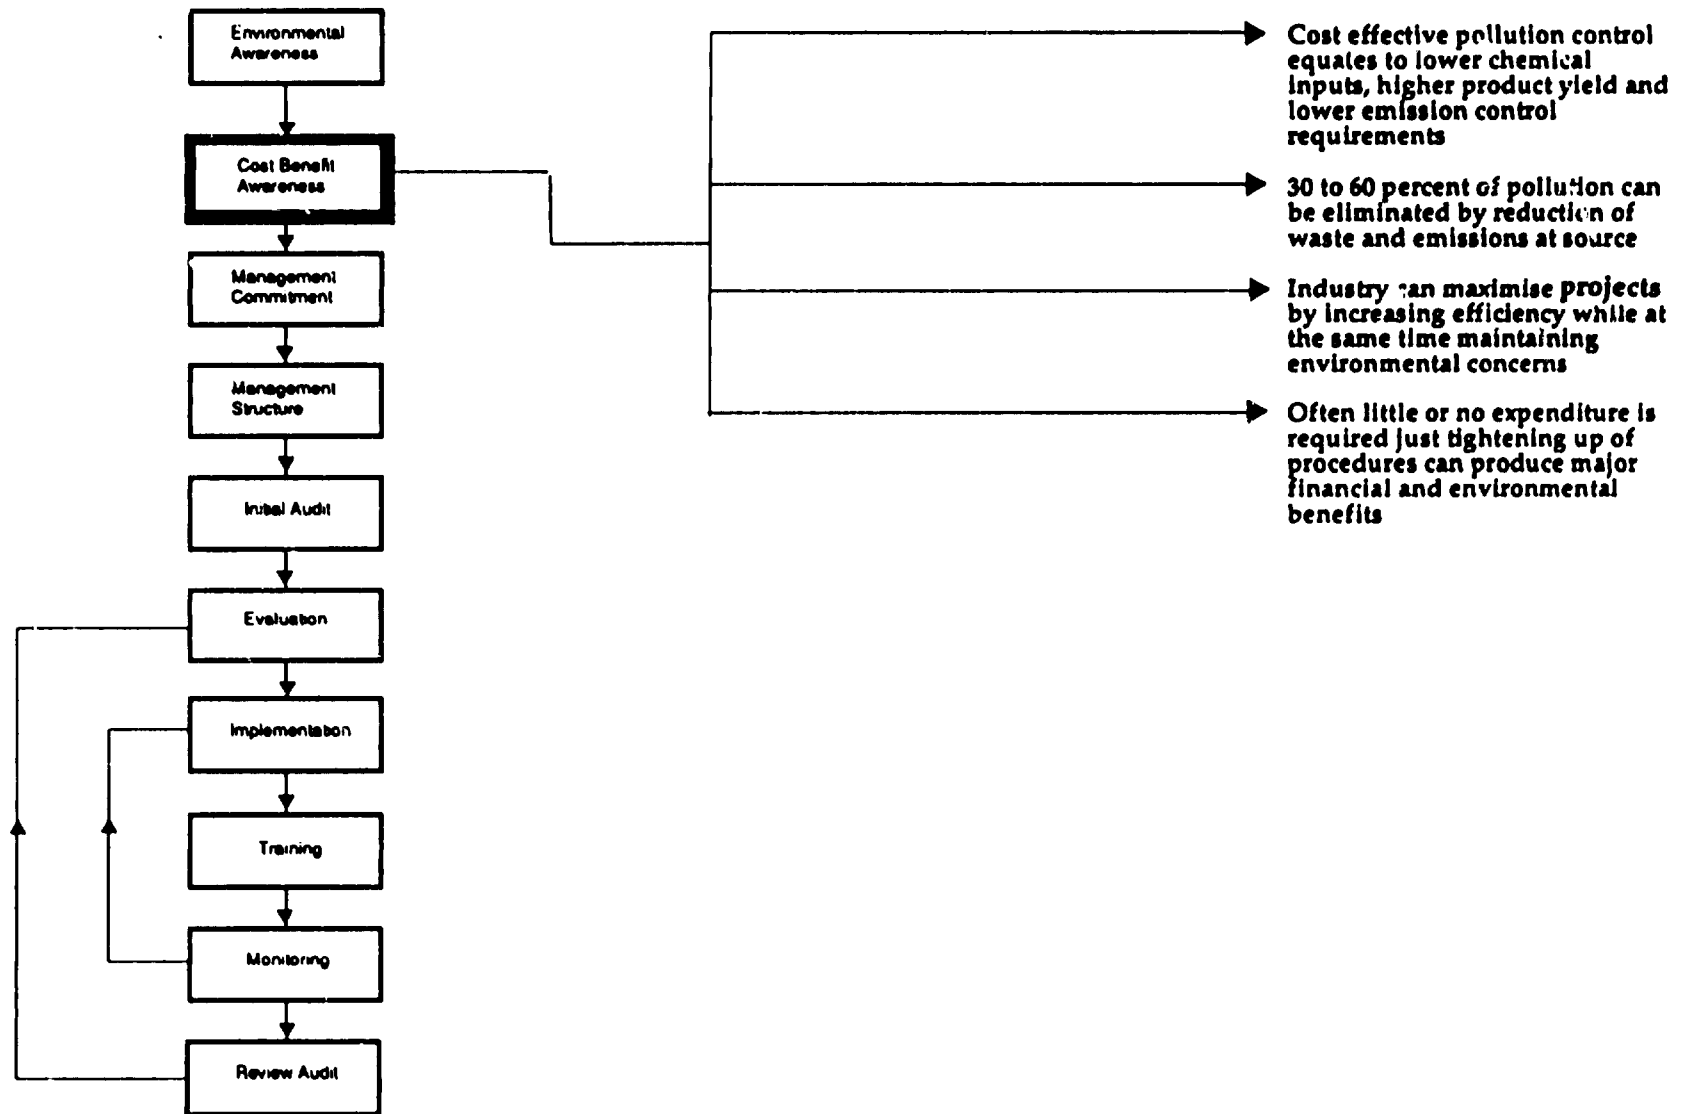 Environmental
Awareness
Cost Benefit
Awareness
Management
Commitment
Management
Structure
Initial Audit
Evaluation
Implementation
Training
Monitoring
Review Audit
Cost effective pollution control
equates to lower chemical
inputs, higher product yield and
lower emission control
requirements
30 to 60 percent of pollution can
be eliminated by reduction of
waste and emissions at source
Industry can maximise projects
by increasing efficiency while at
the same time maintaining
environmental concerns
Often little or no expenditure is
required just tightening up of
procedures can produce major
financial and environmental
benefits